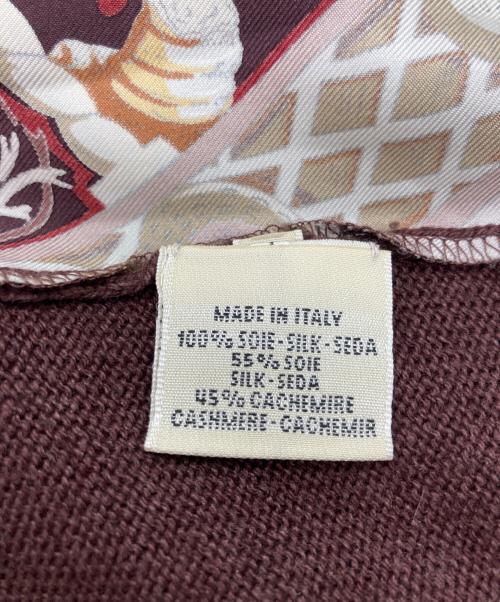 MADE IN ITALY
100% SOIE-SILK-SEDA
55% SOIE
SILK-SEDA
45% CACHEMIRE
CASHMERE-CACHEMIR